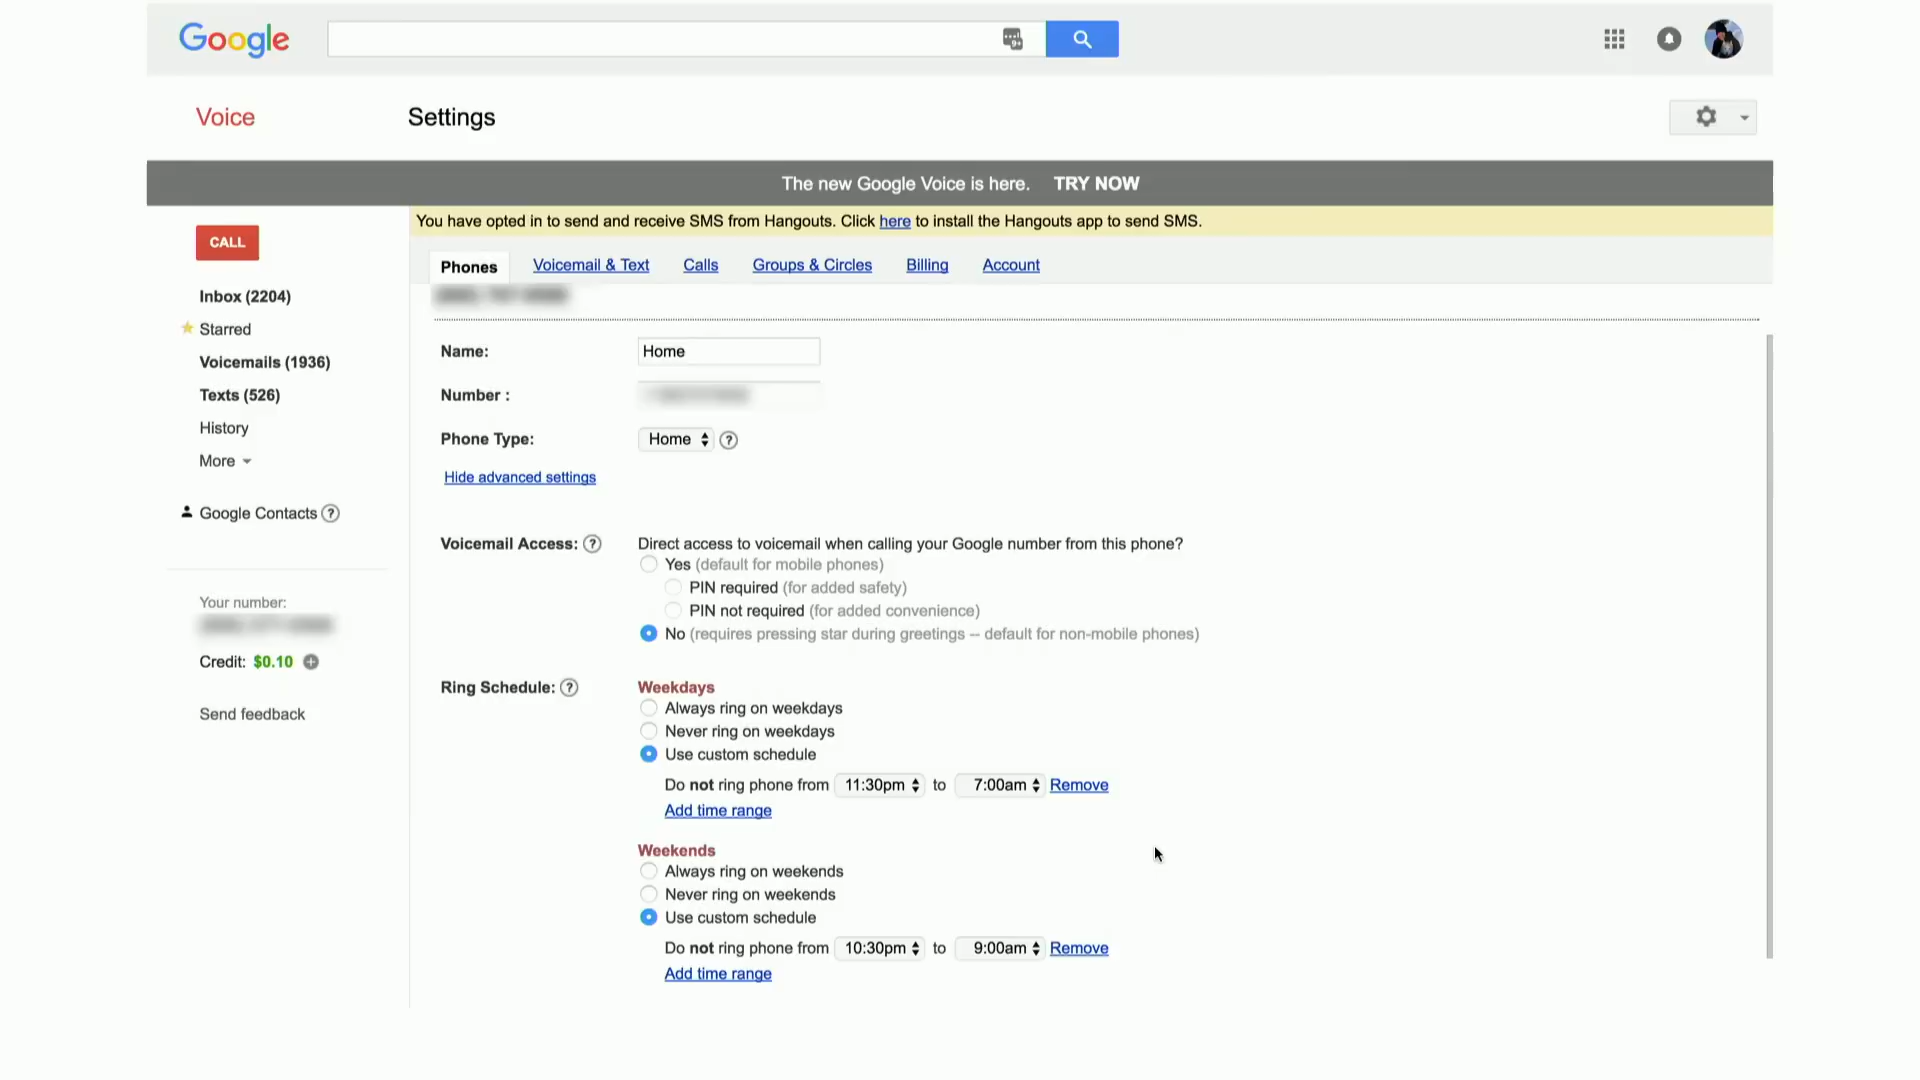 Google
Voice
Settings
The new Google Voice is here. TRY NOW
You have opted in to send and receive SMS from Hangouts. Click here to install the Hangouts app to send SMS.
CALL
Phones Voicemail & Text Calls Groups & Circles Billing Account
Inbox (2204)
Starred
Voicemails (1936)
Texts (526)
History
More
Google Contacts ?
Your number:
Credit: $0.10
Send feedback
Name: Home
Number :
Phone Type: Home ?
Hide advanced settings
Voicemail Access: ? Direct access to voicemail when calling your Google number from this phone?
Yes (default for mobile phones)
PIN required (for added safety)
PIN not required (for added convenience)
No (requires pressing star during greetings -- default for non-mobile phones)
Ring Schedule: ? Weekdays
Always ring on weekdays
Never ring on weekdays
Use custom schedule
Do not ring phone from 11:30pm to 7:00am Remove
Add time range
Weekends
Always ring on weekends
Never ring on weekends
Use custom schedule
Do not ring phone from 10:30pm to 9:00am Remove
Add time range